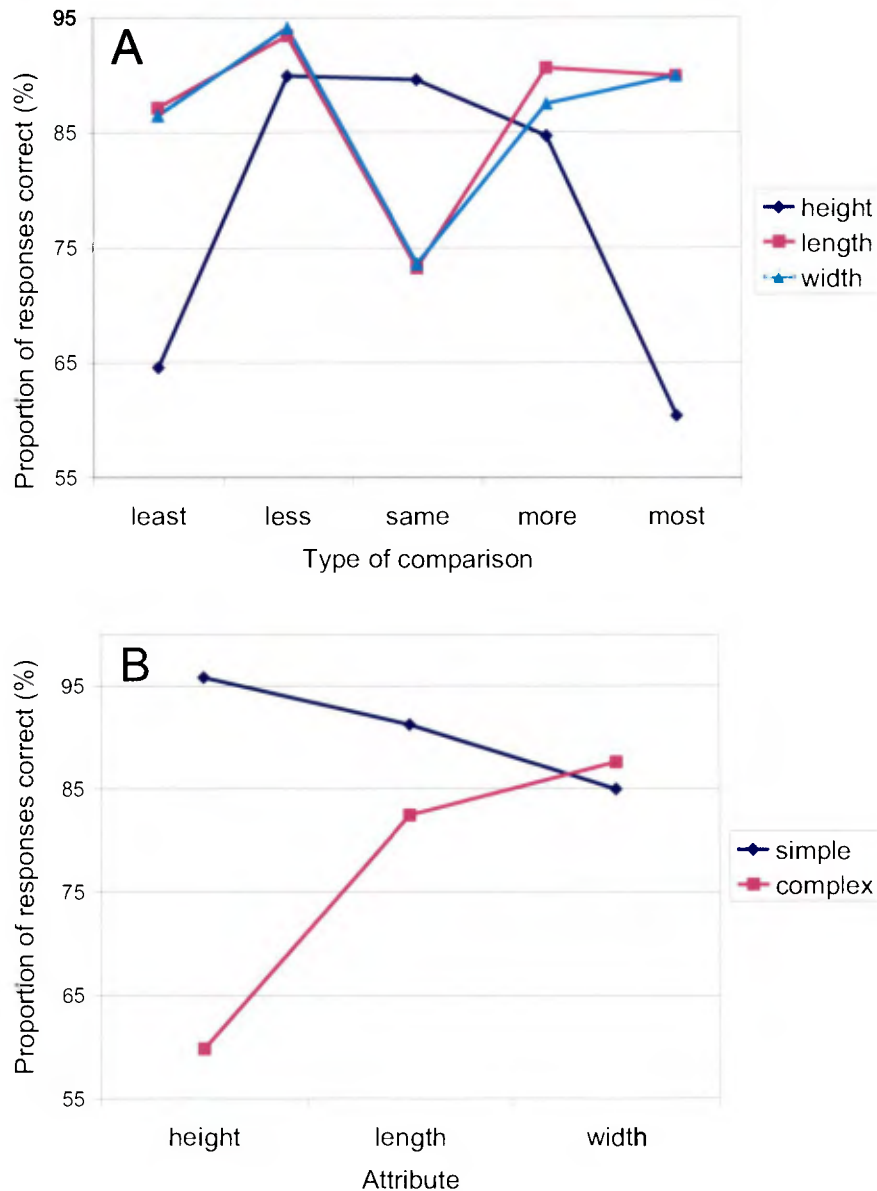 A
Proportion of responses correct (%)
95
85
75
65
55
least less same more most
Type of comparison
height
length
width
B
Proportion of responses correct (%)
95
85
75
65
55
height length width
Attribute
simple
complex